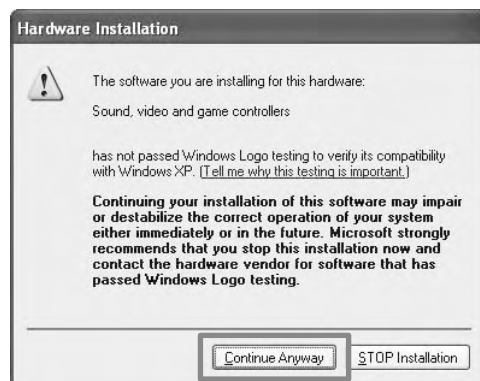 Hardware Installation
The software you are installing for this hardware:
Sound, video and game controllers
has not passed Windows Logo testing to verify its compatibility
with Windows XP. (Tell me why this testing is important.)
Continuing your installation of this software may impair
or destabilize the correct operation of your system
either immediately or in the future. Microsoft strongly
recommends that you stop this installation now and
contact the hardware vendor for software that has
passed Windows Logo testing.
Continue Anyway STOP Installation